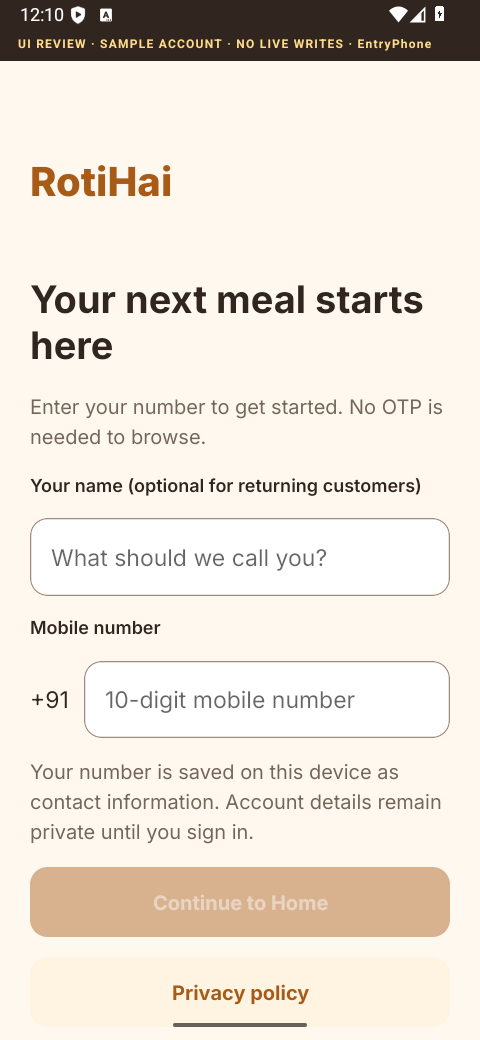 12:10
UI REVIEW · SAMPLE ACCOUNT · NO LIVE WRITES · EntryPhone
RotiHai
Your next meal starts
here
Enter your number to get started. No OTP is
needed to browse.
Your name (optional for returning customers)
What should we call you?
Mobile number
+91
10-digit mobile number
Your number is saved on this device as
contact information. Account details remain
private until you sign in.
Continue to Home
Privacy policy